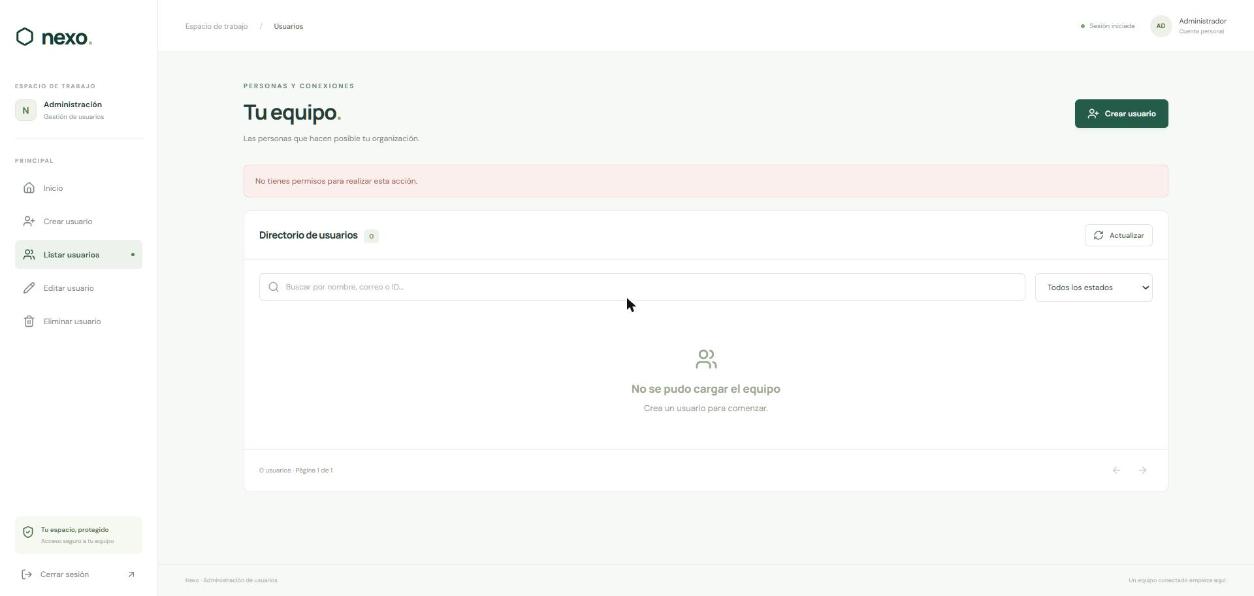 nexo.
Espacio de trabajo / Usuarios
Sesión iniciada
AD
Administrador
Cuenta personal
ESPACIO DE TRABAJO
N
Administración
Gestión de usuarios
PRINCIPAL
Inicio
Crear usuario
Listar usuarios
Editar usuario
Eliminar usuario
Tu espacio, protegido
Acceso seguro a tu equipo
Cerrar sesión
PERSONAS Y CONEXIONES
Tu equipo.
Las personas que hacen posible tu organización.
Crear usuario
No tienes permisos para realizar esta acción.
Directorio de usuarios 0
Actualizar
Buscar por nombre, correo o ID...
Todos los estados
No se pudo cargar el equipo
Crea un usuario para comenzar.
0 usuarios · Página 1 de 1
Nexo · Administración de usuarios
Un equipo conectado empieza aquí.